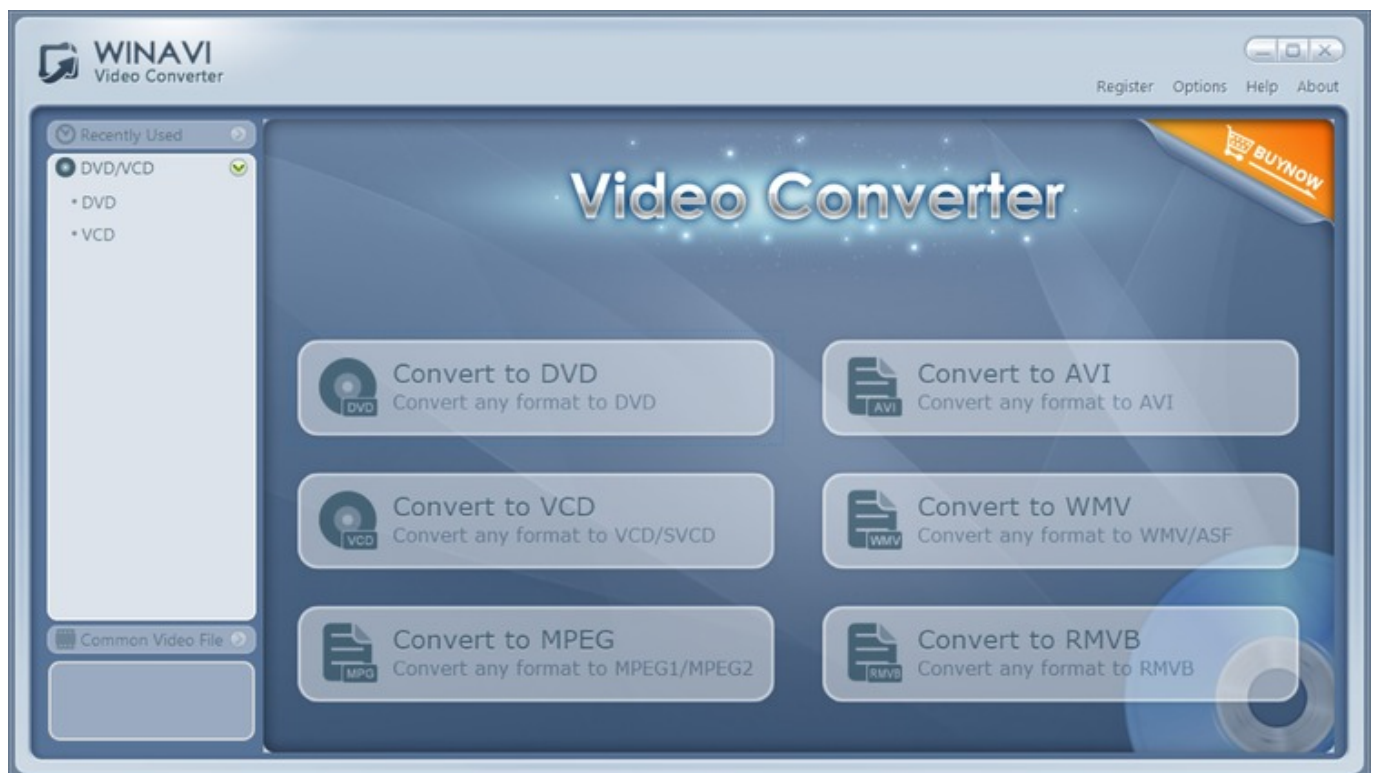 WINAVI
Video Converter
Register Options Help About
Recently Used
DVD/VCD
• DVD
• VCD
Common Video File
BUYNOW
Video Converter
DVD
Convert to DVD
Convert any format to DVD
AVI
Convert to AVI
Convert any format to AVI
VCD
Convert to VCD
Convert any format to VCD/SVCD
WMV
Convert to WMV
Convert any format to WMV/ASF
MPG
Convert to MPEG
Convert any format to MPEG1/MPEG2
RMVB
Convert to RMVB
Convert any format to RMVB